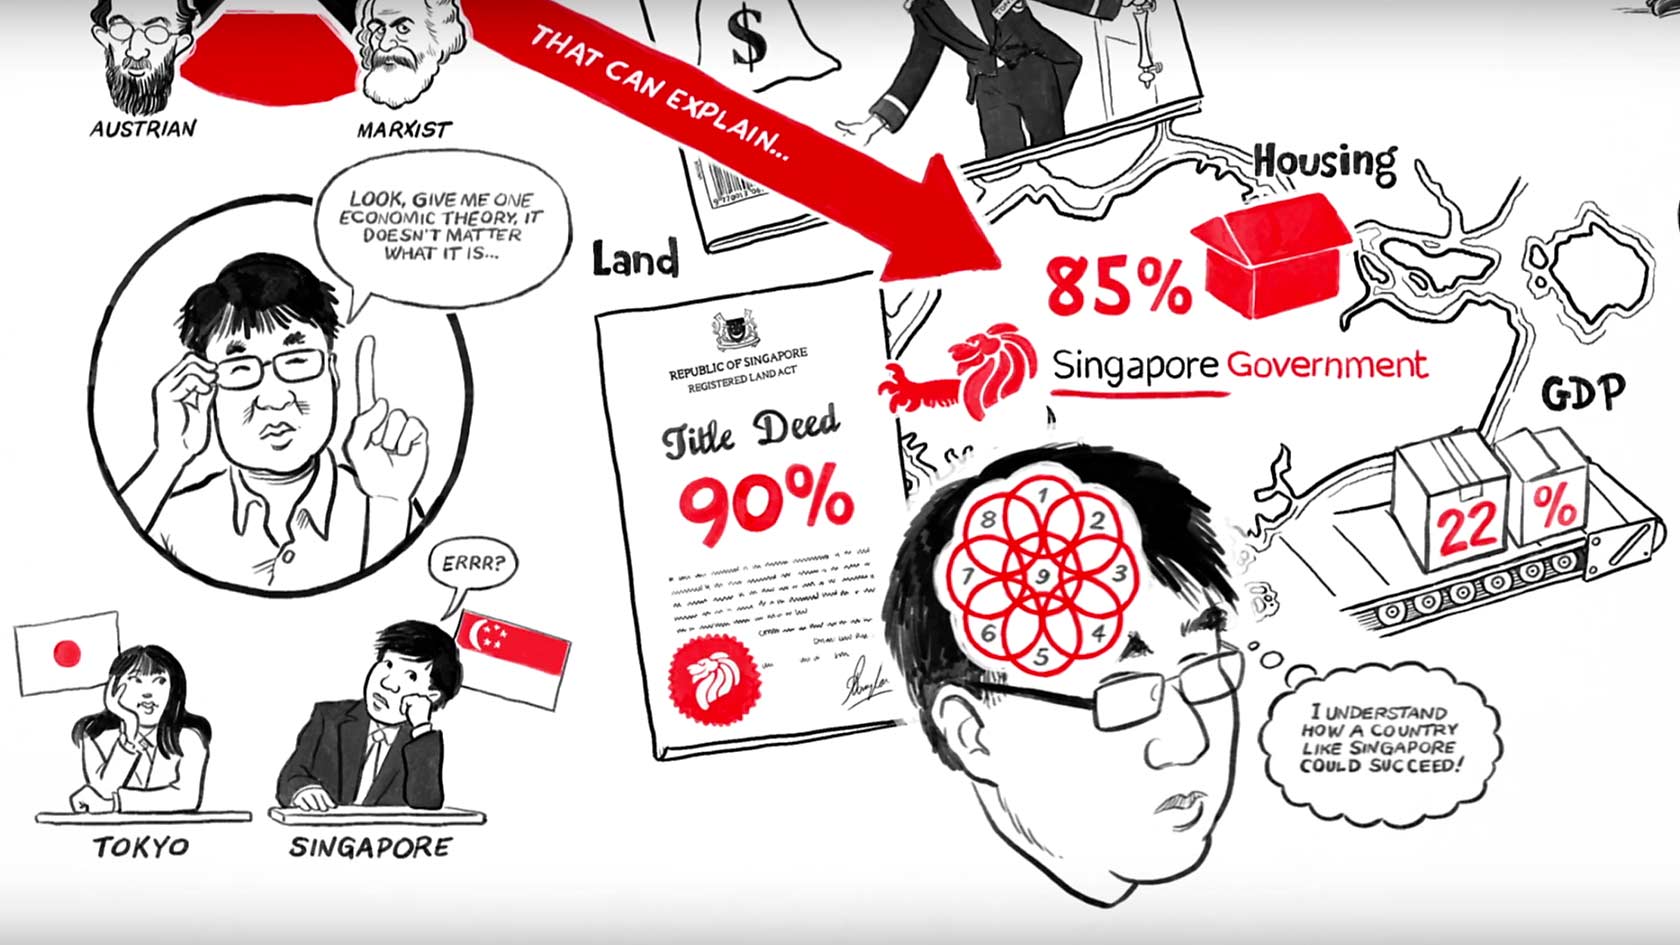 $
AUSTRIAN
MARXIST
THAT CAN EXPLAIN...
LOOK, GIVE ME ONE
ECONOMIC THEORY, IT
DOESN'T MATTER
WHAT IT IS...
Land
REPUBLIC OF SINGAPORE
REGISTERED LAND ACT
Title Deed
90%
Housing
85%
Singapore Government
GDP
22 %
1
2
3
4
5
6
7
8
9
I UNDERSTAND
HOW A COUNTRY
LIKE SINGAPORE
COULD SUCCEED!
ERRR?
TOKYO
SINGAPORE